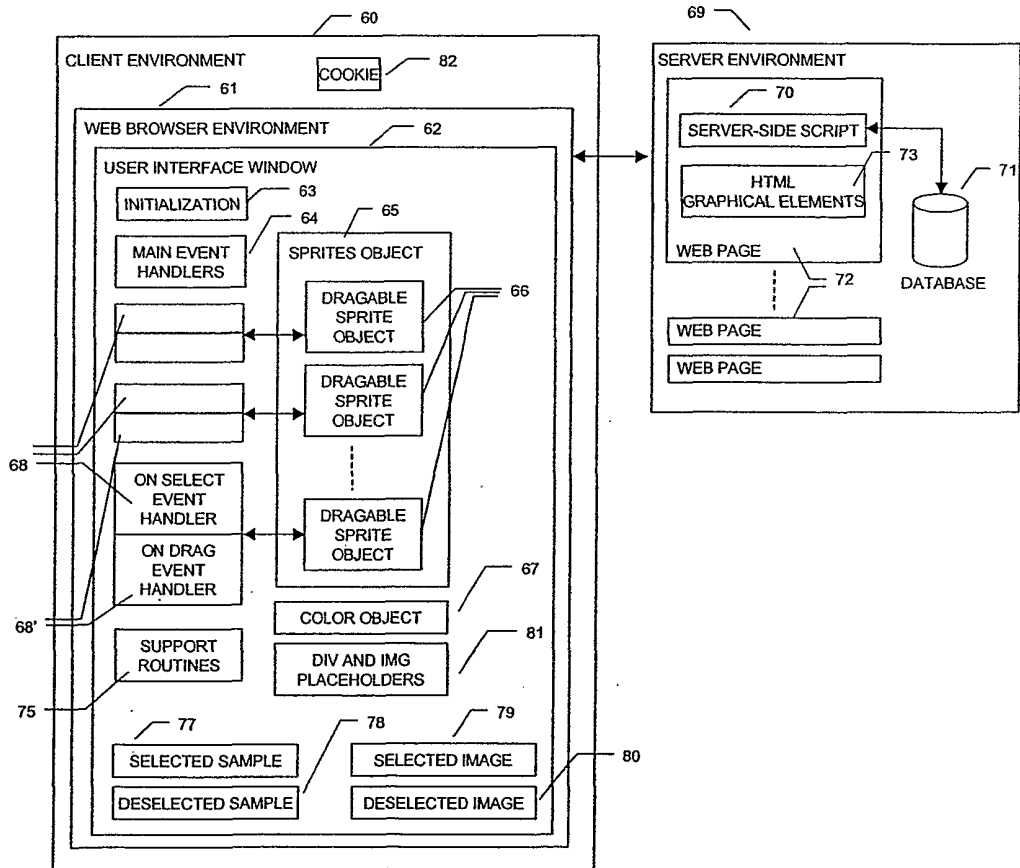 60
CLIENT ENVIRONMENT
COOKIE
82
61
WEB BROWSER ENVIRONMENT
62
USER INTERFACE WINDOW
INITIALIZATION
63
MAIN EVENT
HANDLERS
64
65
SPRITES OBJECT
DRAGABLE
SPRITE
OBJECT
66
DRAGABLE
SPRITE
OBJECT
68
ON SELECT
EVENT
HANDLER
DRAGABLE
SPRITE
OBJECT
ON DRAG
EVENT
HANDLER
68'
67
COLOR OBJECT
SUPPORT
ROUTINES
75
81
DIV AND IMG
PLACEHOLDERS
77
SELECTED SAMPLE
78
DESELECTED SAMPLE
79
SELECTED IMAGE
80
DESELECTED IMAGE
69
SERVER ENVIRONMENT
70
SERVER-SIDE SCRIPT
73
HTML
GRAPHICAL ELEMENTS
71
WEB PAGE
72
DATABASE
WEB PAGE
WEB PAGE